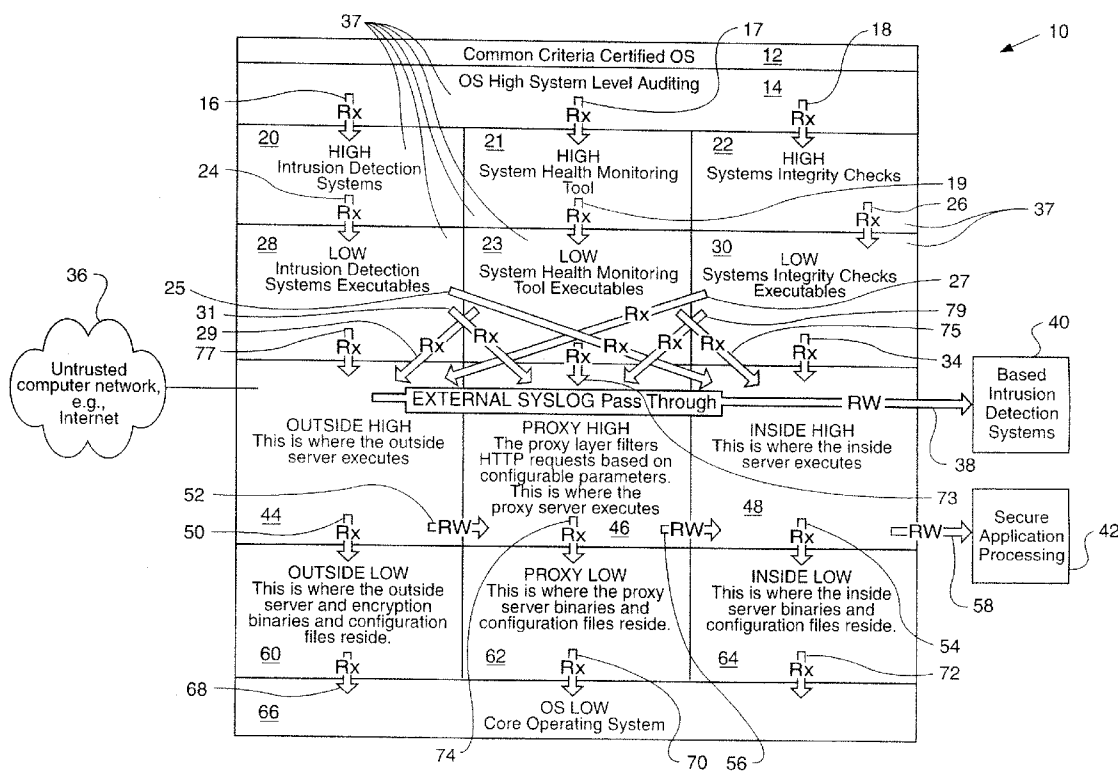 37
17
18
10
Common Criteria Certified OS 12
OS High System Level Auditing 14
16
Rx
Rx
Rx
20
HIGH
Intrusion Detection
Systems
21
HIGH
System Health Monitoring
Tool
22
HIGH
Systems Integrity Checks
24
Rx
Rx
19
Rx
26
37
28
LOW
Intrusion Detection
Systems Executables
23
LOW
System Health Monitoring
Tool Executables
30
LOW
Systems Integrity Checks
Executables
36
25
31
29
77
27
79
75
34
40
Rx
Rx
Rx
Rx
Rx
Rx
Rx
Rx
Rx
Untrusted
computer network,
e.g.,
Internet
EXTERNAL SYSLOG Pass Through
RW
38
Based
Intrusion
Detection
Systems
OUTSIDE HIGH
This is where the outside
server executes
PROXY HIGH
The proxy layer filters
HTTP requests based on
configurable parameters.
This is where the
proxy server executes
INSIDE HIGH
This is where the inside
server executes
73
52
44
50
Rx
RW
Rx
46
RW
48
Rx
RW
Secure
Application
Processing
42
58
OUTSIDE LOW
This is where the outside
server and encryption
binaries and configuration
files reside.
PROXY LOW
This is where the proxy
server binaries and
configuration files reside.
INSIDE LOW
This is where the inside
server binaries and
configuration files reside.
54
60
Rx
62
Rx
64
Rx
72
68
66
OS LOW
Core Operating System
74
70
56